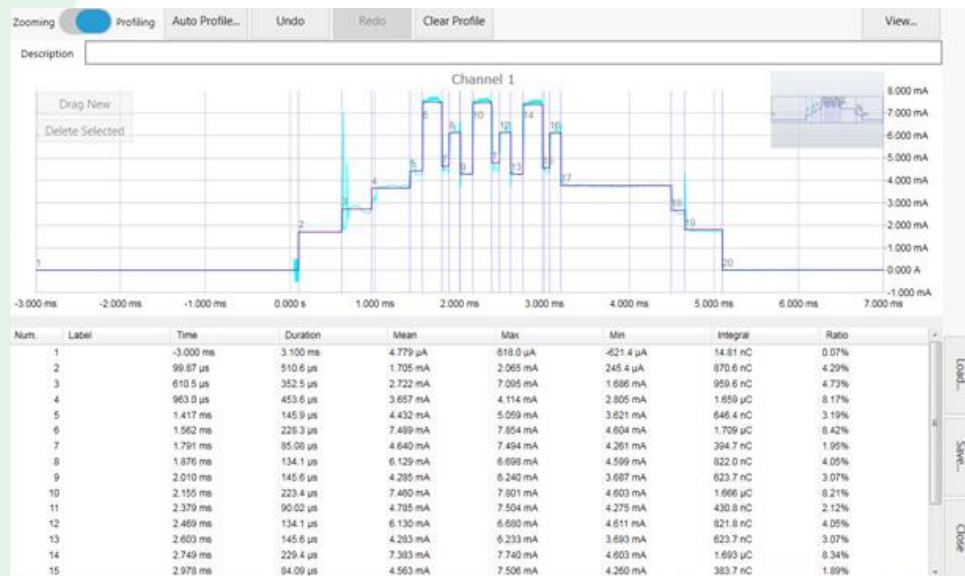 Zooming Profiling Auto Profile... Undo Redo Clear Profile View...
Description
Channel 1
Drag New
Delete Selected
8.000 mA
7.000 mA
6.000 mA
5.000 mA
4.000 mA
3.000 mA
2.000 mA
1.000 mA
0.000 A
-1.000 mA
1 2 3 4 5 6 7 8 9 10 12 13 14 16 17 18 19 20
-3.000 ms -2.000 ms -1.000 ms 0.000 s 1.000 ms 2.000 ms 3.000 ms 4.000 ms 5.000 ms 6.000 ms 7.000 ms
Num. Label Time Duration Mean Max Min Integral Ratio
1 -3.000 ms 3.100 ms 4.779 µA 618.0 µA -621.4 µA 14.81 nC 0.07%
2 99.87 µs 510.6 µs 1.705 mA 2.065 mA 245.4 µA 870.6 nC 4.29%
3 610.5 µs 352.5 µs 2.722 mA 7.095 mA 1.686 mA 959.6 nC 4.73%
4 963.0 µs 453.6 µs 3.657 mA 4.114 mA 2.805 mA 1.659 µC 8.17%
5 1.417 ms 145.9 µs 4.432 mA 5.059 mA 3.621 mA 646.4 nC 3.19%
6 1.562 ms 228.3 µs 7.489 mA 7.854 mA 4.604 mA 1.709 µC 8.42%
7 1.791 ms 85.08 µs 4.640 mA 7.494 mA 4.261 mA 394.7 nC 1.95%
8 1.876 ms 134.1 µs 6.129 mA 6.698 mA 4.599 mA 822.0 nC 4.05%
9 2.010 ms 145.6 µs 4.285 mA 6.240 mA 3.687 mA 623.7 nC 3.07%
10 2.155 ms 223.4 µs 7.460 mA 7.801 mA 4.603 mA 1.666 µC 8.21%
11 2.379 ms 90.02 µs 4.785 mA 7.504 mA 4.275 mA 430.8 nC 2.12%
12 2.469 ms 134.1 µs 6.130 mA 6.680 mA 4.611 mA 821.8 nC 4.05%
13 2.603 ms 145.6 µs 4.283 mA 6.233 mA 3.693 mA 623.7 nC 3.07%
14 2.749 ms 229.4 µs 7.383 mA 7.740 mA 4.603 mA 1.693 µC 8.34%
15 2.978 ms 84.09 µs 4.563 mA 7.506 mA 4.260 mA 383.7 nC 1.89%
Load...
Save...
Close